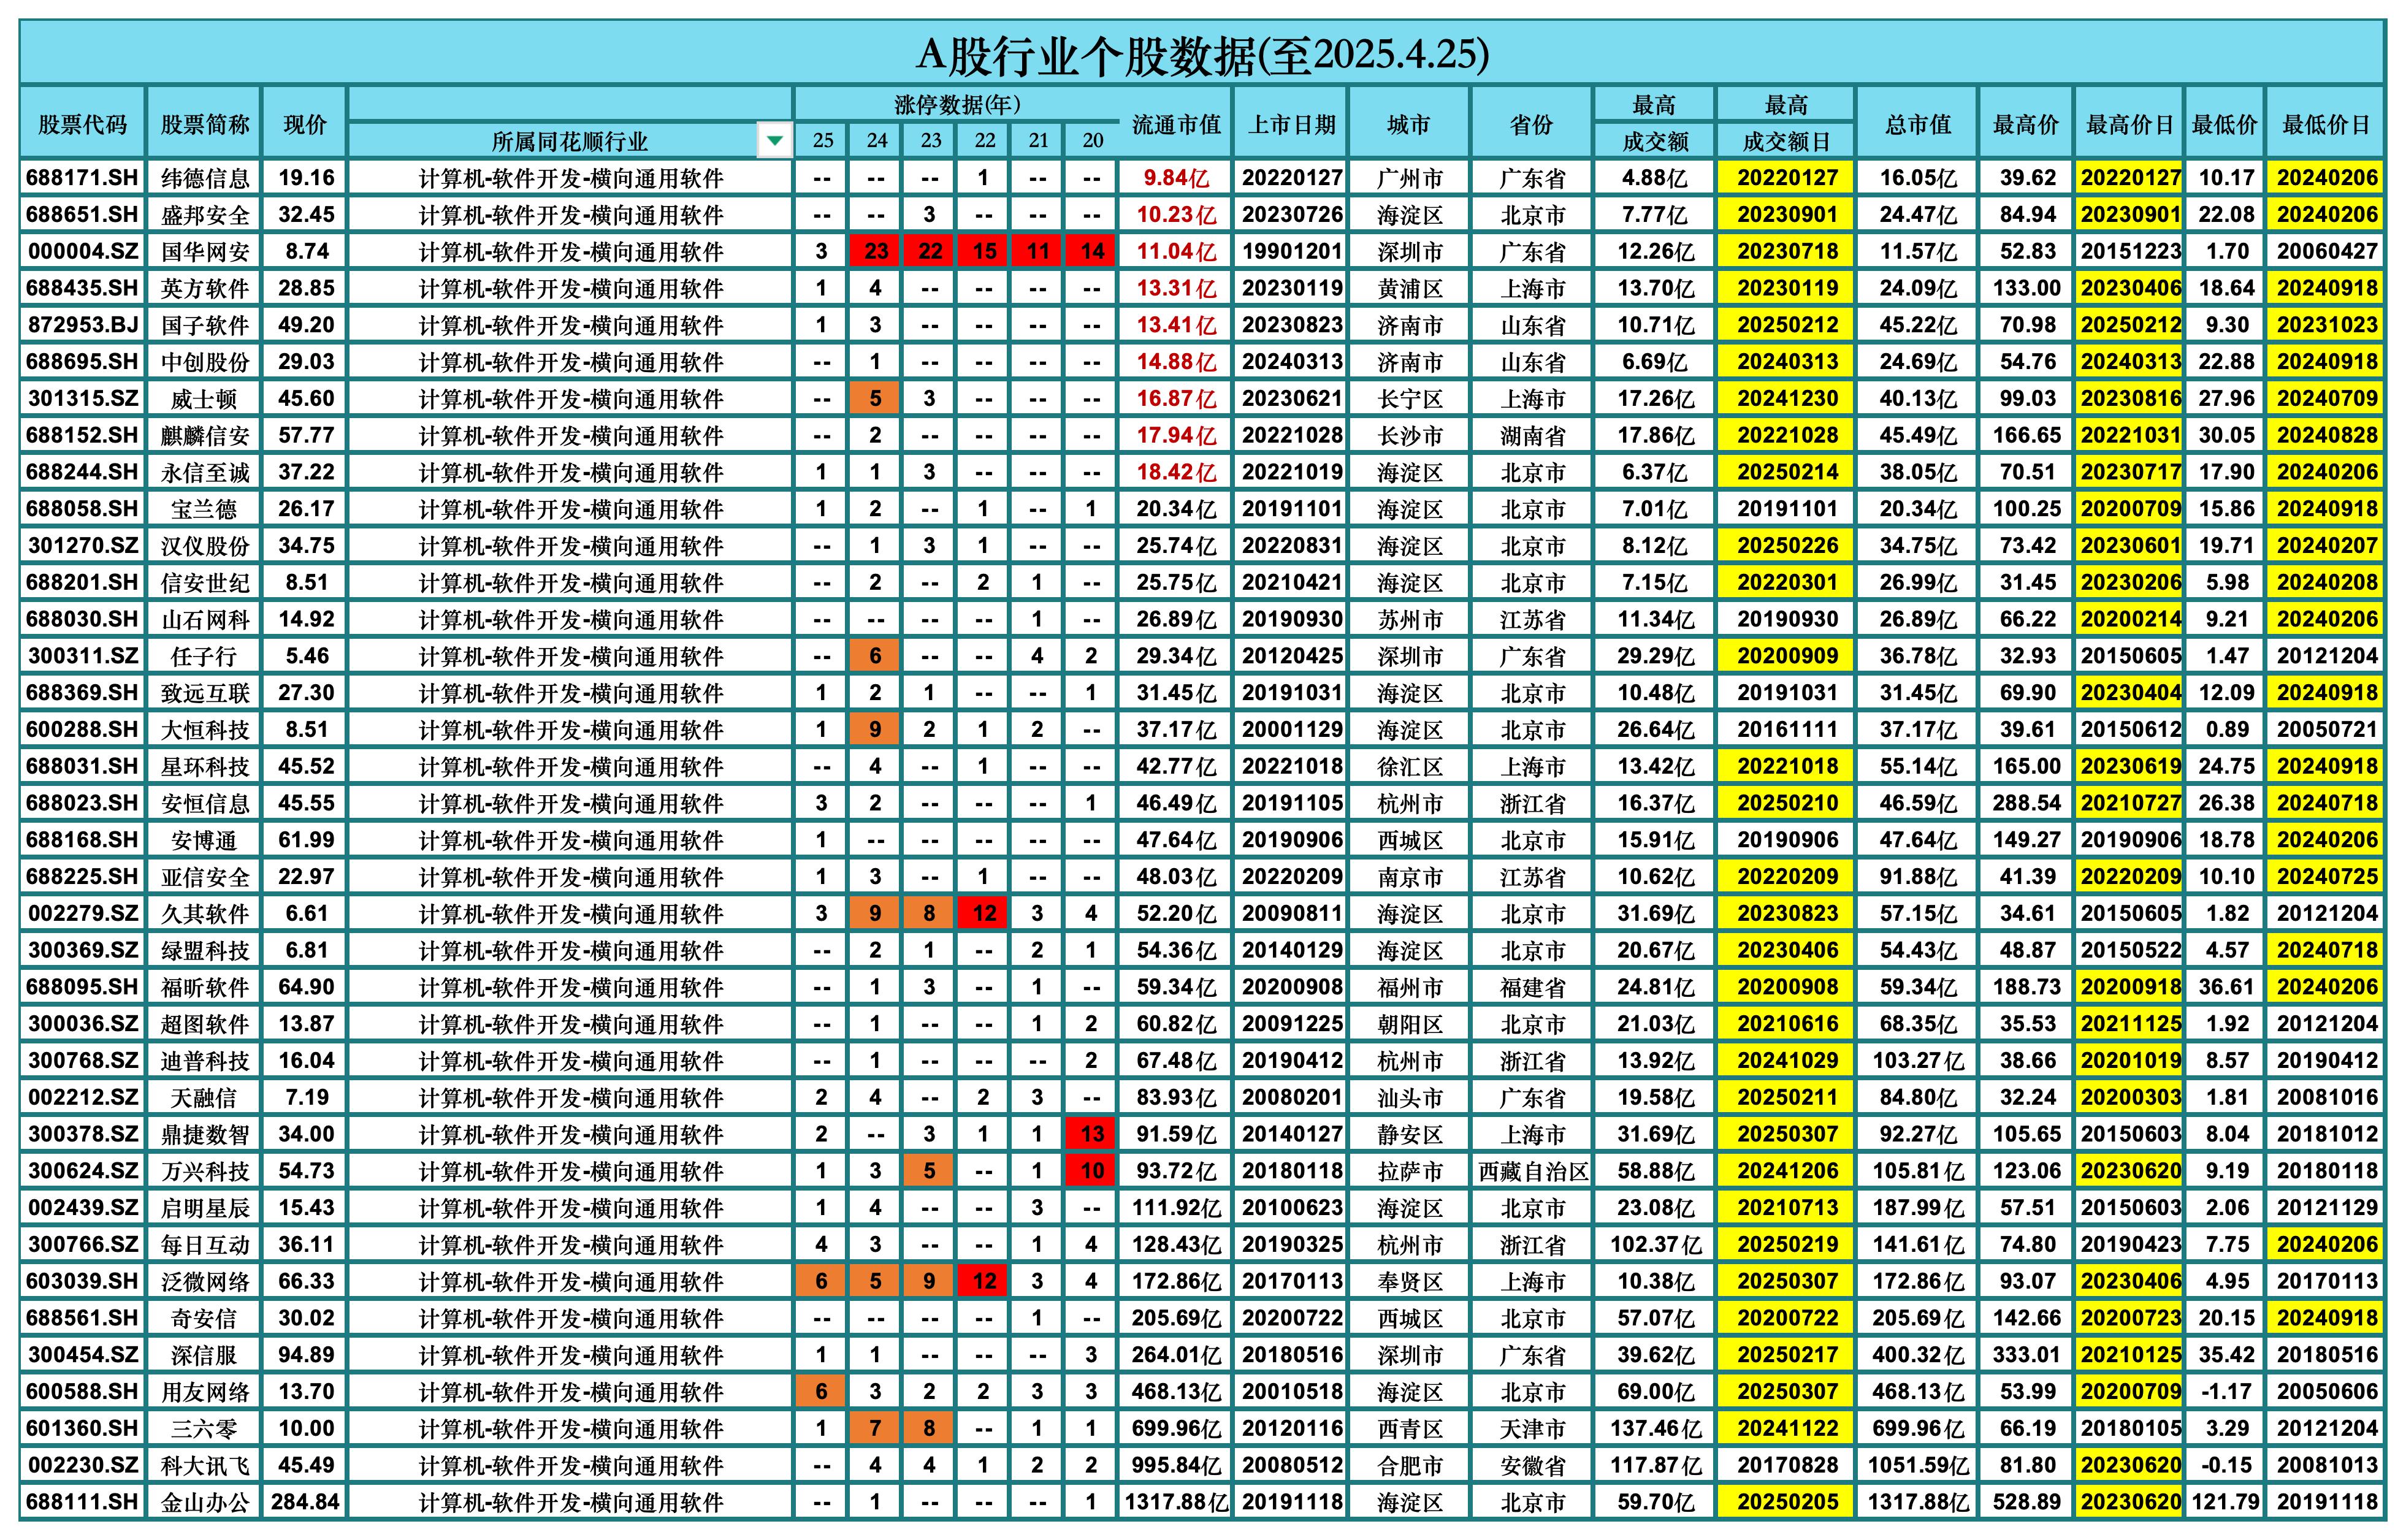 A股行业个股数据(至2025.4.25)
股票代码 股票简称 现价 所属同花顺行业 涨停数据(年) 25 24 23 22 21 20 流通市值 上市日期 城市 省份 最高成交额 最高成交额日 总市值 最高价 最高价日 最低价 最低价日
688171.SH 纬德信息 19.16 计算机-软件开发-横向通用软件 -- -- -- 1 -- -- 9.84亿 20220127 广州市 广东省 4.88亿 20220127 16.05亿 39.62 20220127 10.17 20240206
688651.SH 盛邦安全 32.45 计算机-软件开发-横向通用软件 -- -- 3 -- -- -- 10.23亿 20230726 海淀区 北京市 7.77亿 20230901 24.47亿 84.94 20230901 22.08 20240206
000004.SZ 国华网安 8.74 计算机-软件开发-横向通用软件 3 23 22 15 11 14 11.04亿 19901201 深圳市 广东省 12.26亿 20230718 11.57亿 52.83 20151223 1.70 20060427
688435.SH 英方软件 28.85 计算机-软件开发-横向通用软件 1 4 -- -- -- -- 13.31亿 20230119 黄浦区 上海市 13.70亿 20230119 24.09亿 133.00 20230406 18.64 20240918
872953.BJ 国子软件 49.20 计算机-软件开发-横向通用软件 1 3 -- -- -- -- 13.41亿 20230823 济南市 山东省 10.71亿 20250212 45.22亿 70.98 20250212 9.30 20231023
688695.SH 中创股份 29.03 计算机-软件开发-横向通用软件 -- 1 -- -- -- -- 14.88亿 20240313 济南市 山东省 6.69亿 20240313 24.69亿 54.76 20240313 22.88 20240918
301315.SZ 威士顿 45.60 计算机-软件开发-横向通用软件 -- 5 3 -- -- -- 16.87亿 20230621 长宁区 上海市 17.26亿 20241230 40.13亿 99.03 20230816 27.96 20240709
688152.SH 麒麟信安 57.77 计算机-软件开发-横向通用软件 -- 2 -- -- -- -- 17.94亿 20221028 长沙市 湖南省 17.86亿 20221028 45.49亿 166.65 20221031 30.05 20240828
688244.SH 永信至诚 37.22 计算机-软件开发-横向通用软件 1 1 3 -- -- -- 18.42亿 20221019 海淀区 北京市 6.37亿 20250214 38.05亿 70.51 20230717 17.90 20240206
688058.SH 宝兰德 26.17 计算机-软件开发-横向通用软件 1 2 -- 1 -- 1 20.34亿 20191101 海淀区 北京市 7.01亿 20191101 20.34亿 100.25 20200709 15.86 20240918
301270.SZ 汉仪股份 34.75 计算机-软件开发-横向通用软件 -- 1 3 1 -- -- 25.74亿 20220831 海淀区 北京市 8.12亿 20250226 34.75亿 73.42 20230601 19.71 20240207
688201.SH 信安世纪 8.51 计算机-软件开发-横向通用软件 -- 2 -- 2 1 -- 25.75亿 20210421 海淀区 北京市 7.15亿 20220301 26.99亿 31.45 20230206 5.98 20240208
688030.SH 山石网科 14.92 计算机-软件开发-横向通用软件 -- -- -- -- 1 -- 26.89亿 20190930 苏州市 江苏省 11.34亿 20190930 26.89亿 66.22 20200214 9.21 20240206
300311.SZ 任子行 5.46 计算机-软件开发-横向通用软件 -- 6 -- -- 4 2 29.34亿 20120425 深圳市 广东省 29.29亿 20200909 36.78亿 32.93 20150605 1.47 20121204
688369.SH 致远互联 27.30 计算机-软件开发-横向通用软件 1 2 1 -- -- 1 31.45亿 20191031 海淀区 北京市 10.48亿 20191031 31.45亿 69.90 20230404 12.09 20240918
600288.SH 大恒科技 8.51 计算机-软件开发-横向通用软件 1 9 2 1 2 -- 37.17亿 20001129 海淀区 北京市 26.64亿 20161111 37.17亿 39.61 20150612 0.89 20050721
688031.SH 星环科技 45.52 计算机-软件开发-横向通用软件 -- 4 -- 1 -- -- 42.77亿 20221018 徐汇区 上海市 13.42亿 20221018 55.14亿 165.00 20230619 24.75 20240918
688023.SH 安恒信息 45.55 计算机-软件开发-横向通用软件 3 2 -- -- -- 1 46.49亿 20191105 杭州市 浙江省 16.37亿 20250210 46.59亿 288.54 20210727 26.38 20240718
688168.SH 安博通 61.99 计算机-软件开发-横向通用软件 1 -- -- -- -- -- 47.64亿 20190906 西城区 北京市 15.91亿 20190906 47.64亿 149.27 20190906 18.78 20240206
688225.SH 亚信安全 22.97 计算机-软件开发-横向通用软件 1 3 -- 1 -- -- 48.03亿 20220209 南京市 江苏省 10.62亿 20220209 91.88亿 41.39 20220209 10.10 20240725
002279.SZ 久其软件 6.61 计算机-软件开发-横向通用软件 3 9 8 12 3 4 52.20亿 20090811 海淀区 北京市 31.69亿 20230823 57.15亿 34.61 20150605 1.82 20121204
300369.SZ 绿盟科技 6.81 计算机-软件开发-横向通用软件 -- 2 1 -- 2 1 54.36亿 20140129 海淀区 北京市 20.67亿 20230406 54.43亿 48.87 20150522 4.57 20240718
688095.SH 福昕软件 64.90 计算机-软件开发-横向通用软件 -- 1 3 -- 1 -- 59.34亿 20200908 福州市 福建省 24.81亿 20200908 59.34亿 188.73 20200918 36.61 20240206
300036.SZ 超图软件 13.87 计算机-软件开发-横向通用软件 -- 1 -- -- 1 2 60.82亿 20091225 朝阳区 北京市 21.03亿 20210616 68.35亿 35.53 20211125 1.92 20121204
300768.SZ 迪普科技 16.04 计算机-软件开发-横向通用软件 -- 1 -- -- -- 2 67.48亿 20190412 杭州市 浙江省 13.92亿 20241029 103.27亿 38.66 20201019 8.57 20190412
002212.SZ 天融信 7.19 计算机-软件开发-横向通用软件 2 4 -- 2 3 -- 83.93亿 20080201 汕头市 广东省 19.58亿 20250211 84.80亿 32.24 20200303 1.81 20081016
300378.SZ 鼎捷数智 34.00 计算机-软件开发-横向通用软件 2 -- 3 1 1 13 91.59亿 20140127 静安区 上海市 31.69亿 20250307 92.27亿 105.65 20150603 8.04 20181012
300624.SZ 万兴科技 54.73 计算机-软件开发-横向通用软件 1 3 5 -- 1 10 93.72亿 20180118 拉萨市 西藏自治区 58.88亿 20241206 105.81亿 123.06 20230620 9.19 20180118
002439.SZ 启明星辰 15.43 计算机-软件开发-横向通用软件 1 4 -- -- 3 -- 111.92亿 20100623 海淀区 北京市 23.08亿 20210713 187.99亿 57.51 20150603 2.06 20121129
300766.SZ 每日互动 36.11 计算机-软件开发-横向通用软件 4 3 -- -- 1 4 128.43亿 20190325 杭州市 浙江省 102.37亿 20250219 141.61亿 74.80 20190423 7.75 20240206
603039.SH 泛微网络 66.33 计算机-软件开发-横向通用软件 6 5 9 12 3 4 172.86亿 20170113 奉贤区 上海市 10.38亿 20250307 172.86亿 93.07 20230406 4.95 20170113
688561.SH 奇安信 30.02 计算机-软件开发-横向通用软件 -- -- -- -- 1 -- 205.69亿 20200722 西城区 北京市 57.07亿 20200722 205.69亿 142.66 20200723 20.15 20240918
300454.SZ 深信服 94.89 计算机-软件开发-横向通用软件 1 1 -- -- -- 3 264.01亿 20180516 深圳市 广东省 39.62亿 20250217 400.32亿 333.01 20210125 35.42 20180516
600588.SH 用友网络 13.70 计算机-软件开发-横向通用软件 6 3 2 2 3 3 468.13亿 20010518 海淀区 北京市 69.00亿 20250307 468.13亿 53.99 20200709 -1.17 20050606
601360.SH 三六零 10.00 计算机-软件开发-横向通用软件 1 7 8 -- 1 1 699.96亿 20120116 西青区 天津市 137.46亿 20241122 699.96亿 66.19 20180105 3.29 20121204
002230.SZ 科大讯飞 45.49 计算机-软件开发-横向通用软件 -- 4 4 1 2 2 995.84亿 20080512 合肥市 安徽省 117.87亿 20170828 1051.59亿 81.80 20230620 -0.15 20081013
688111.SH 金山办公 284.84 计算机-软件开发-横向通用软件 -- 1 -- -- -- 1 1317.88亿 20191118 海淀区 北京市 59.70亿 20250205 1317.88亿 528.89 20230620 121.79 20191118